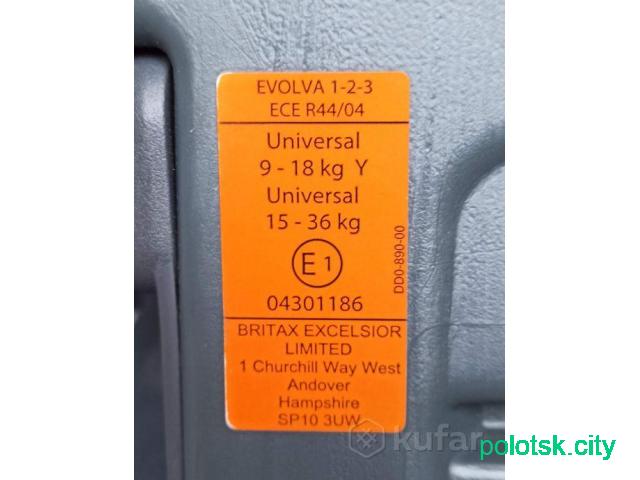 EVOLVA 1-2-3
ECE R44/04
Universal
9 - 18 kg Y
Universal
15 - 36 kg
E1
04301186
DD0-890-00
BRITAX EXCELSIOR
LIMITED
1 Churchill Way West
Andover
Hampshire
SP10 3UW
kufar
polotsk.city